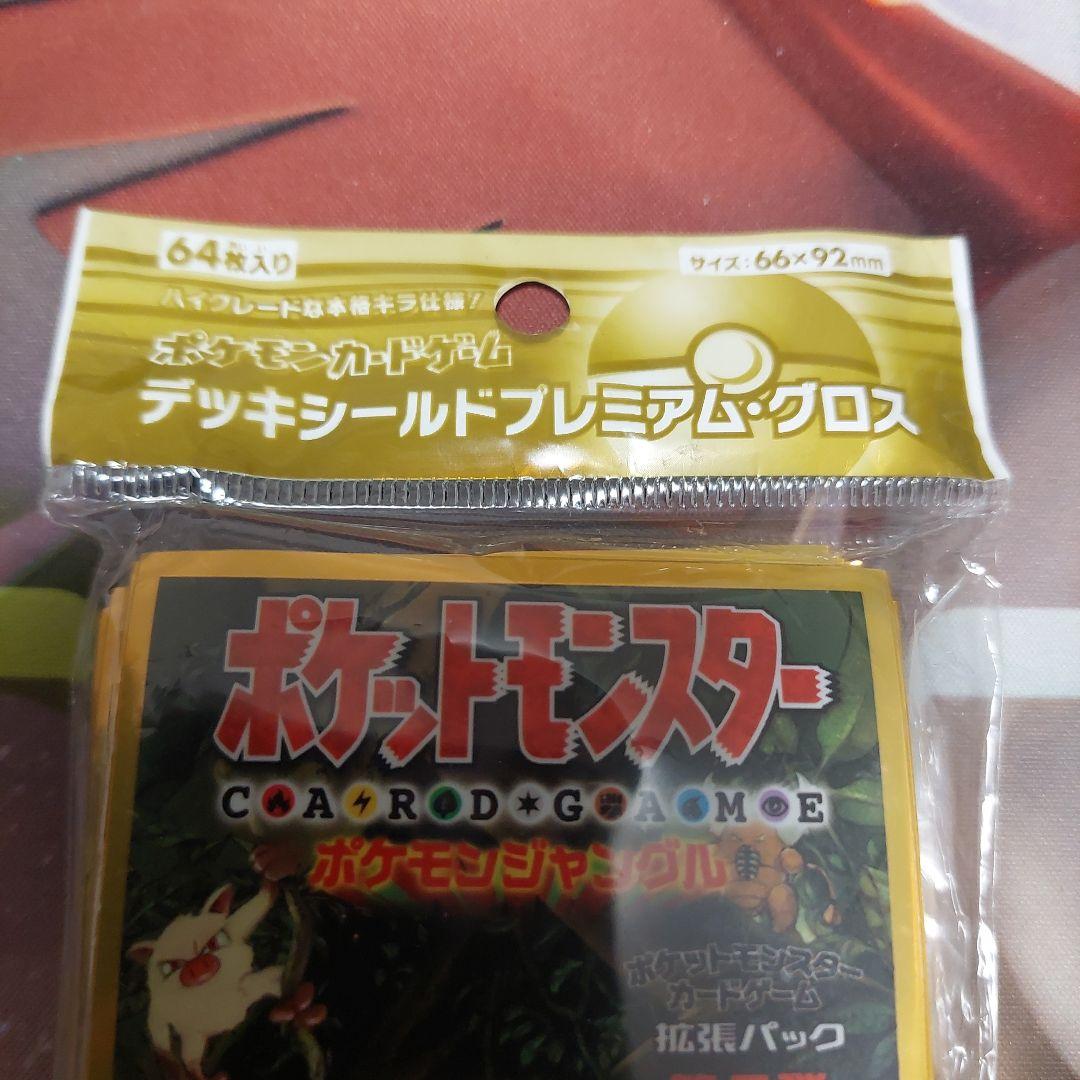 64枚入り
サイズ:66×92mm
ハイグレードな本格キラ仕様!
ポケモンカードゲーム
デッキシールドプレミアム・グロス
ポケットモンスター
CARD GAME
ポケモンジャングル
ポケットモンスター
カードゲーム
拡張パック